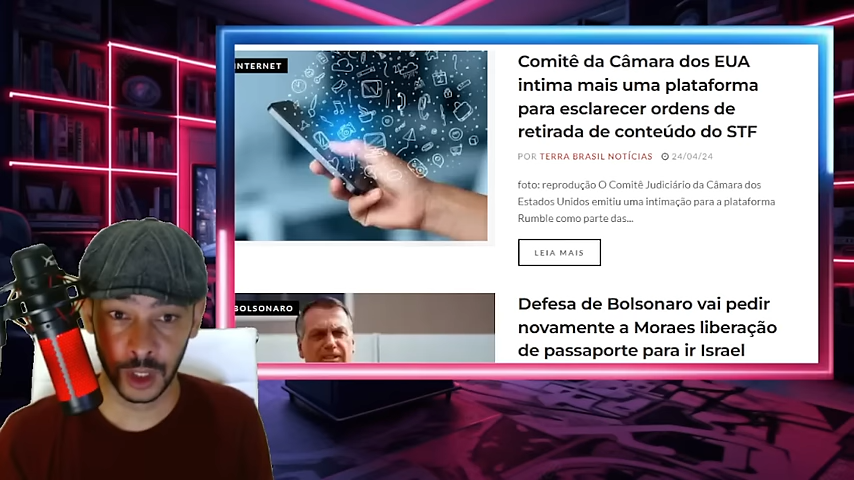 INTERNET
Comitê da Câmara dos EUA
intima mais uma plataforma
para esclarecer ordens de
retirada de conteúdo do STF
POR TERRA BRASIL NOTÍCIAS 24/04/24
foto: reprodução O Comitê Judiciário da Câmara dos
Estados Unidos emitiu uma intimação para a plataforma
Rumble como parte das...
LEIA MAIS
BOLSONARO
Defesa de Bolsonaro vai pedir
novamente a Moraes liberação
de passaporte para ir Israel